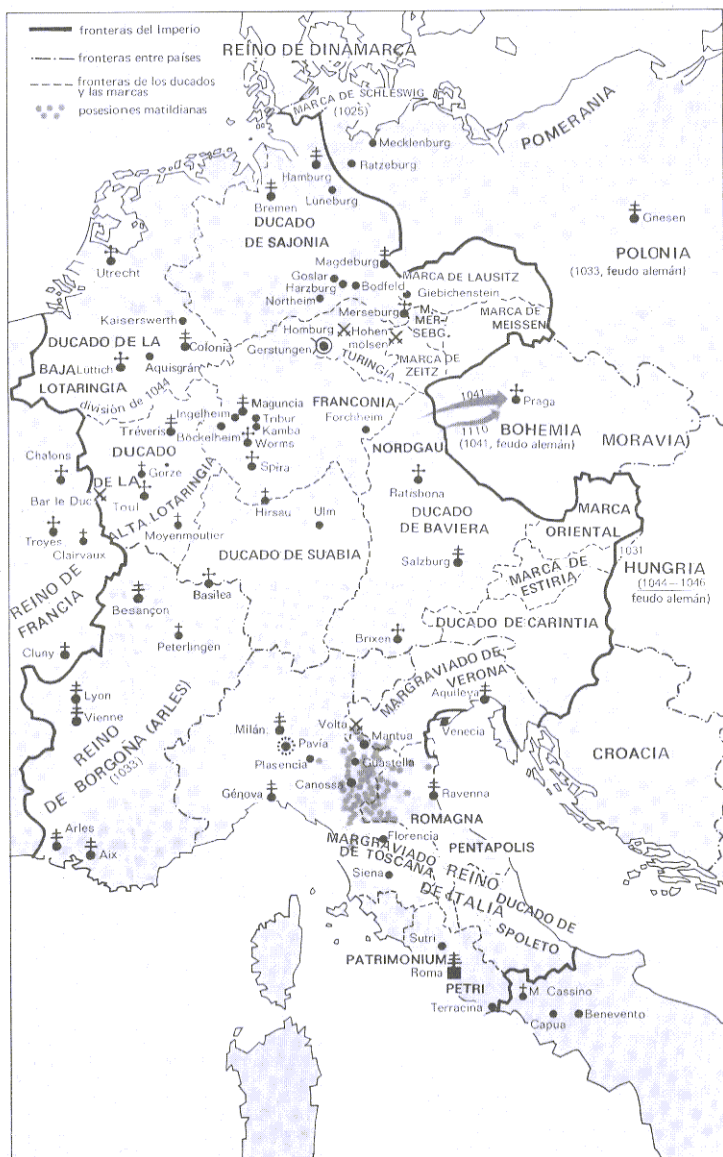 fronteras del Imperio
fronteras entre países
fronteras de los ducados
y las marcas
posesiones matildianas
REINO DE DINAMARCA
MARCA DE SCHLESWIG
(1025)
POMERANIA
Mecklenburg
Ratzeburg
Hamburg
Luneburg
Bremen
DUCADO
DE SAJONIA
Gnesen
POLONIA
(1033, feudo alemán)
Utrecht
Magdeburg
MARCA DE LAUSITZ
Goslar
Harzburg
Bodfeld
Giebichenstein
Northeim
Merseburg
M.
MER-
SEBG.
MARCA DE
MEISSEN
Kaiserswerth
Homburg
Hohen
mölsen
DUCADO DE LA
Colonia
Gerstungen
TURINGIA
MARCA DE
ZEITZ
BAJA
Lüttich
Aquisgrán
LOTARINGIA
división de 1044
FRANCONIA
1041
Praga
Maguncia
Ingelheim
Tribur
Forchheim
1110
BOHEMIA
(1041, feudo alemán)
MORAVIA
Tréveris
Böckelheim
Kamba
Worms
NORDGAU
Chalons
DUCADO
Gorze
Spira
Ratisbona
Bar le Duc
DE LA
Toul
ALTA LOTARINGIA
Hirsau
Ulm
DUCADO
DE BAVIERA
MARCA
ORIENTAL
Troyes
Clairvaux
Moyenmoutier
DUCADO DE SUABIA
Salzburg
1031
MARCA DE
ESTIRIA
HUNGRIA
(1044—1046
feudo alemán)
REINO DE
FRANCIA
Basilea
Besançon
DUCADO DE CARINTIA
Peterlingen
Brixen
Cluny
MARGRAVIADO DE
VERONA
Lyon
Aquileya
Vienne
Milán
Volta
Venecia
REINO
DE BORGOÑA (ARLES)
(1033)
Pavía
Mantua
CROACIA
Plasencia
Guastella
Canossa
Génova
Ravenna
ROMAGNA
Arles
Aix
Florencia
PENTAPOLIS
MARGRAVIADO
DE TOSCANA
REINO
DE ITALIA
Siena
DUCADO DE
SPOLETO
Sutri
PATRIMONIUM
Roma
PETRI
M. Cassino
Terracina
Capua
Benevento